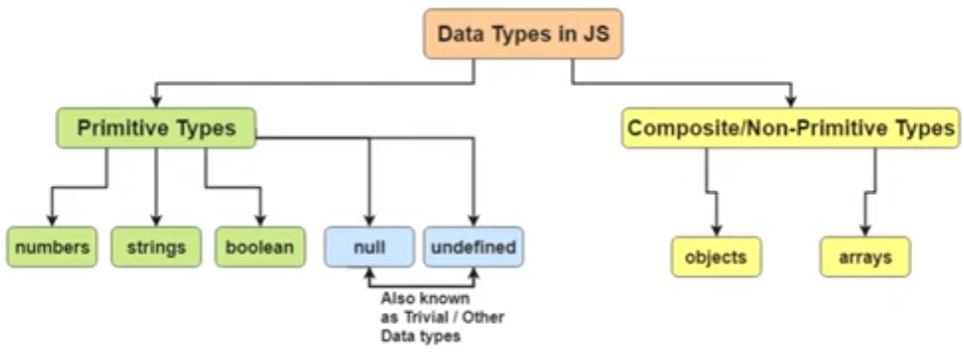 Data Types in JS
Primitive Types
Composite/Non-Primitive Types
numbers
strings
boolean
null
undefined
objects
arrays
Also known
as Trivial / Other
Data types